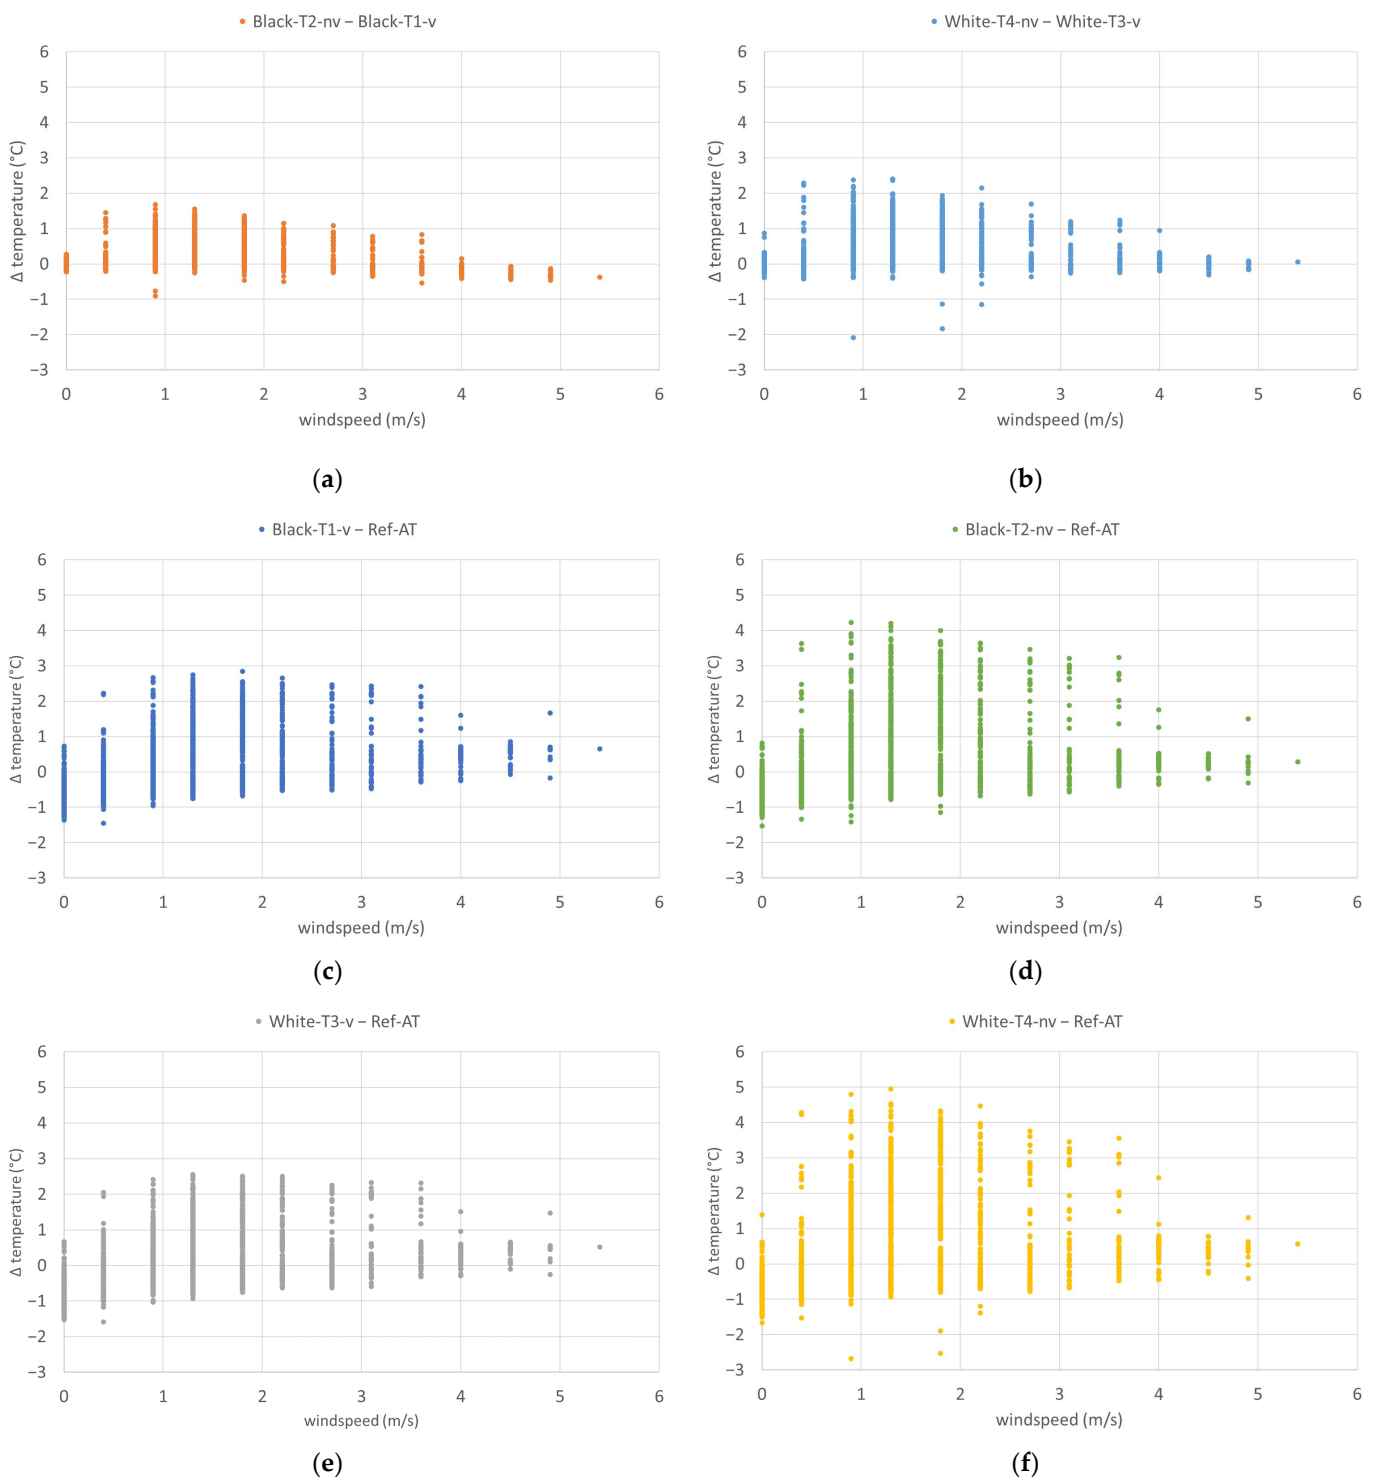 Black-T2-nv – Black-T1-v
6
5
4
3
2
1
0
−1
−2
−3
Δ temperature (°C)
0 1 2 3 4 5 6
windspeed (m/s)
(a)
White-T4-nv – White-T3-v
6
5
4
3
2
1
0
−1
−2
−3
Δ temperature (°C)
0 1 2 3 4 5 6
windspeed (m/s)
(b)
Black-T1-v – Ref-AT
6
5
4
3
2
1
0
−1
−2
−3
Δ temperature (°C)
0 1 2 3 4 5 6
windspeed (m/s)
(c)
Black-T2-nv – Ref-AT
6
5
4
3
2
1
0
−1
−2
−3
Δ temperature (°C)
0 1 2 3 4 5 6
windspeed (m/s)
(d)
White-T3-v – Ref-AT
6
5
4
3
2
1
0
−1
−2
−3
Δ temperature (°C)
0 1 2 3 4 5 6
windspeed (m/s)
(e)
White-T4-nv – Ref-AT
6
5
4
3
2
1
0
−1
−2
−3
Δ temperature (°C)
0 1 2 3 4 5 6
windspeed (m/s)
(f)